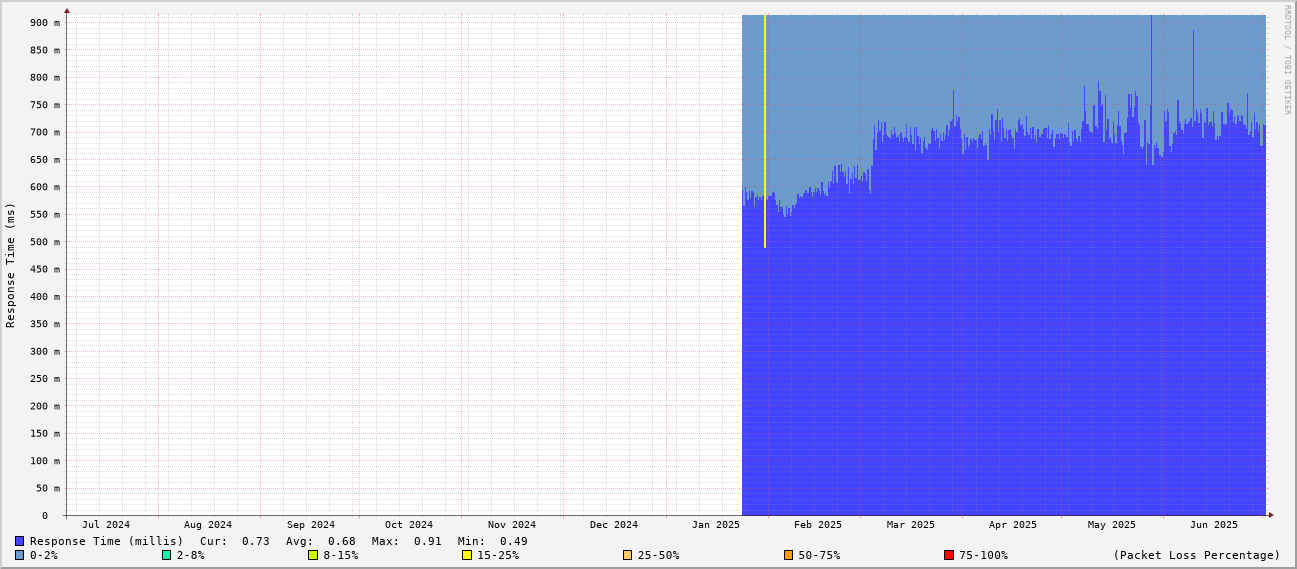 900 m
850 m
800 m
750 m
700 m
650 m
600 m
550 m
500 m
450 m
400 m
350 m
300 m
250 m
200 m
150 m
100 m
50 m
0
Response Time (ms)
RRDTOOL / TOBI OETIKER
Jul 2024 Aug 2024 Sep 2024 Oct 2024 Nov 2024 Dec 2024 Jan 2025 Feb 2025 Mar 2025 Apr 2025 May 2025 Jun 2025
Response Time (millis) Cur: 0.73 Avg: 0.68 Max: 0.91 Min: 0.49
0-2% 2-8% 8-15% 15-25% 25-50% 50-75% 75-100% (Packet Loss Percentage)